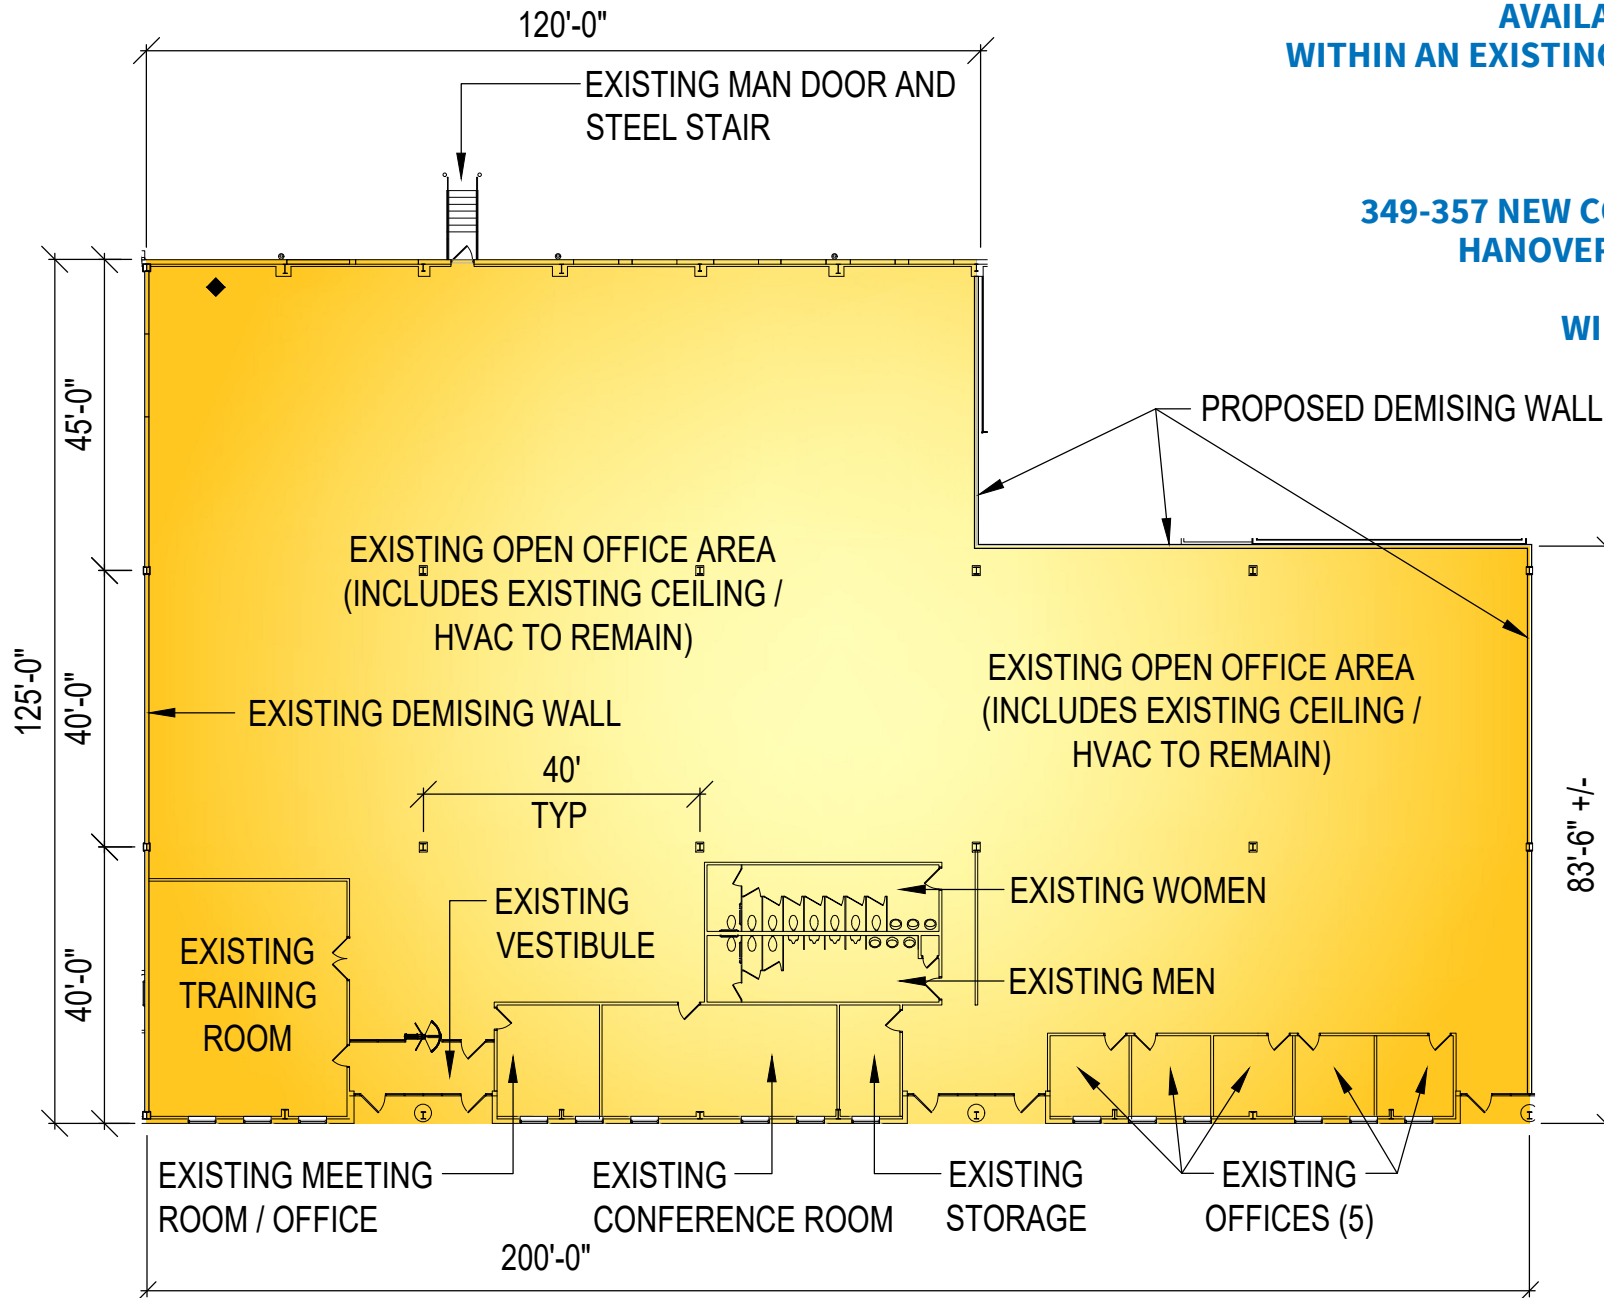 120'-0"
AVAILA
WITHIN AN EXISTING
EXISTING MAN DOOR AND
STEEL STAIR
349-357 NEW CO
HANOVER
WI
45'-0"
PROPOSED DEMISING WALL
EXISTING OPEN OFFICE AREA
(INCLUDES EXISTING CEILING /
HVAC TO REMAIN)
EXISTING OPEN OFFICE AREA
(INCLUDES EXISTING CEILING /
HVAC TO REMAIN)
125'-0"
40'-0"
EXISTING DEMISING WALL
40'
TYP
83'-6" +/-
EXISTING WOMEN
EXISTING
VESTIBULE
EXISTING
TRAINING
ROOM
EXISTING MEN
40'-0"
EXISTING MEETING
ROOM / OFFICE
EXISTING
CONFERENCE ROOM
EXISTING
STORAGE
EXISTING
OFFICES (5)
200'-0"